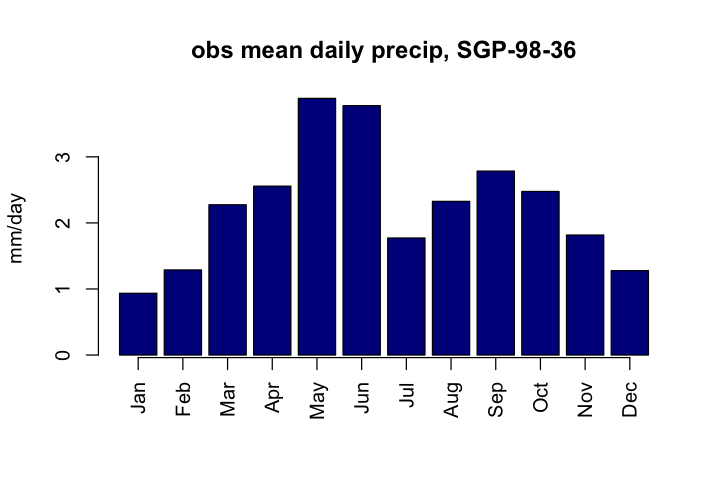 obs mean daily precip, SGP-98-36
mm/day
3
2
1
0
Jan
Feb
Mar
Apr
May
Jun
Jul
Aug
Sep
Oct
Nov
Dec